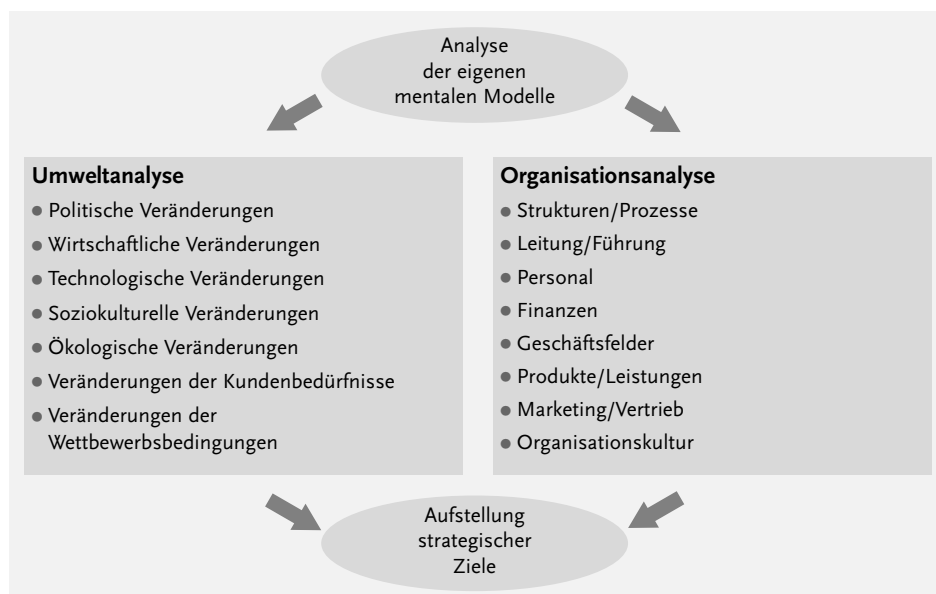 Analyse
der eigenen
mentalen Modelle
Umweltanalyse
● Politische Veränderungen
● Wirtschaftliche Veränderungen
● Technologische Veränderungen
● Soziokulturelle Veränderungen
● Ökologische Veränderungen
● Veränderungen der Kundenbedürfnisse
● Veränderungen der
Wettbewerbsbedingungen
Organisationsanalyse
● Strukturen/Prozesse
● Leitung/Führung
● Personal
● Finanzen
● Geschäftsfelder
● Produkte/Leistungen
● Marketing/Vertrieb
● Organisationskultur
Aufstellung
strategischer
Ziele